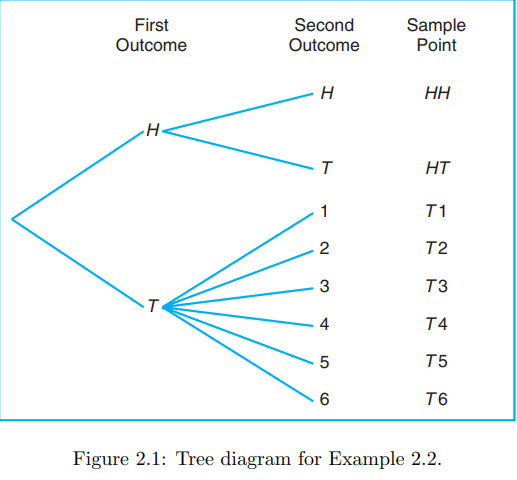 First Second Sample
Outcome Outcome Point
H HH
H
T HT
1 T1
2 T2
3 T3
T
4 T4
5 T5
6 T6
Figure 2.1: Tree diagram for Example 2.2.